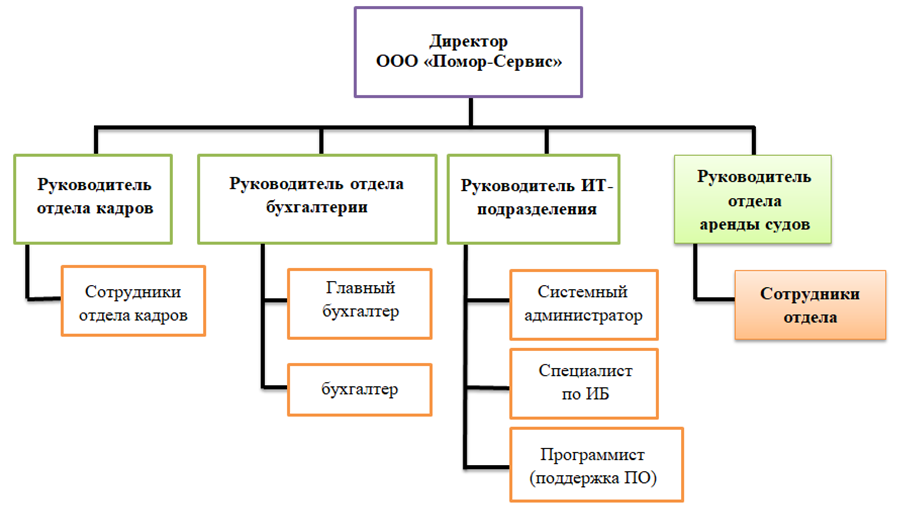 Директор
ООО «Помор-Сервис»
Руководитель
отдела кадров
Руководитель отдела
бухгалтерии
Руководитель ИТ-
подразделения
Руководитель
отдела
аренды судов
Сотрудники
отдела кадров
Главный
бухгалтер
бухгалтер
Системный
администратор
Специалист
по ИБ
Программист
(поддержка ПО)
Сотрудники
отдела